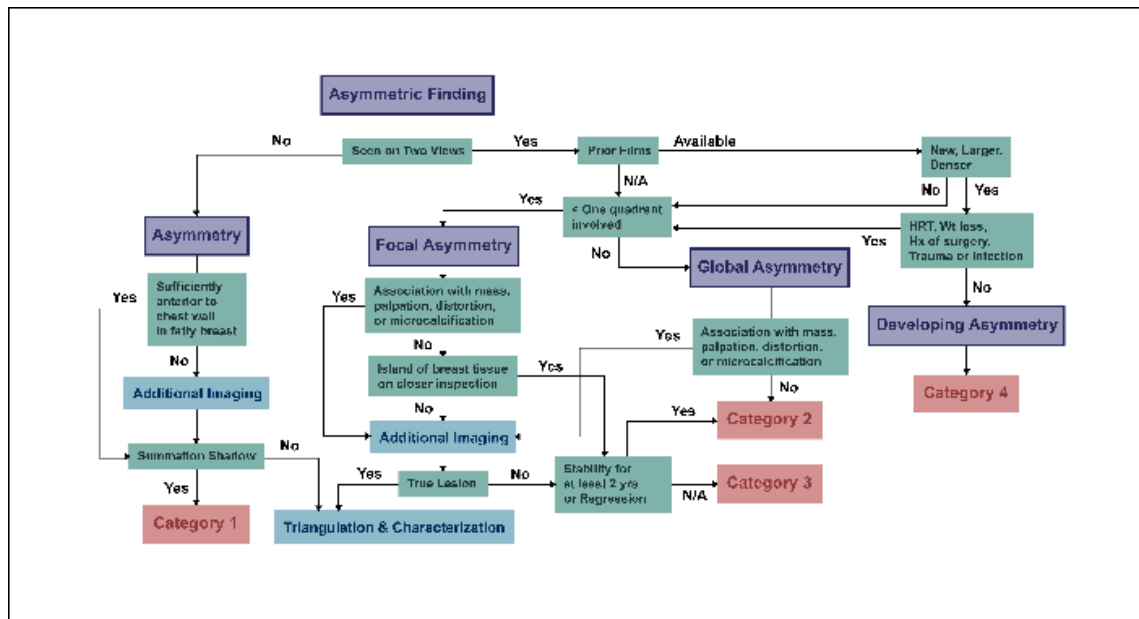 Asymmetric Finding
No
Seen on Two Views
Yes
Prior Films
Available
New, Larger,
Denser
N/A
No
Yes
Yes
< One quadrant
involved
HRT, Wt loss,
Hx of surgery,
Trauma or Infection
Yes
Asymmetry
Focal Asymmetry
No
Global Asymmetry
No
Yes
Sufficiently
anterior to
chest wall
in fatty breast
Yes
Association with mass,
palpation, distortion,
or microcalcification
Yes
Association with mass,
palpation, distortion,
or microcalcification
Developing Asymmetry
No
No
Island of breast tissue
on closer inspection
Yes
No
Category 4
Additional Imaging
No
Yes
Category 2
Additional Imaging
Summation Shadow
No
Yes
True Lesion
No
Stability for
at least 2 yrs
or Regression
N/A
Category 3
Yes
Category 1
Triangulation & Characterization